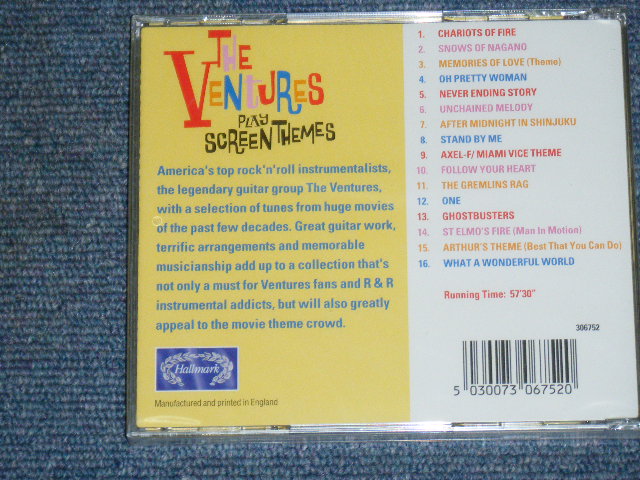 THE
VENTURES
PLAY
SCREEN THEMES
America's top rock'n'roll instrumentalists,
the legendary guitar group The Ventures,
with a selection of tunes from huge movies
of the past few decades. Great guitar work,
terrific arrangements and memorable
musicianship add up to a collection that's
not only a must for Ventures fans and R & R
instrumental addicts, but will also greatly
appeal to the movie theme crowd.
Hallmark
Manufactured and printed in England
1. CHARIOTS OF FIRE
2. SNOWS OF NAGANO
3. MEMORIES OF LOVE (Theme)
4. OH PRETTY WOMAN
5. NEVER ENDING STORY
6. UNCHAINED MELODY
7. AFTER MIDNIGHT IN SHINJUKU
8. STAND BY ME
9. AXEL-F/ MIAMI VICE THEME
10. FOLLOW YOUR HEART
11. THE GREMLINS RAG
12. ONE
13. GHOSTBUSTERS
14. ST ELMO'S FIRE (Man In Motion)
15. ARTHUR'S THEME (Best That You Can Do)
16. WHAT A WONDERFUL WORLD
Running Time: 57'30"
306752
5 030073 067520